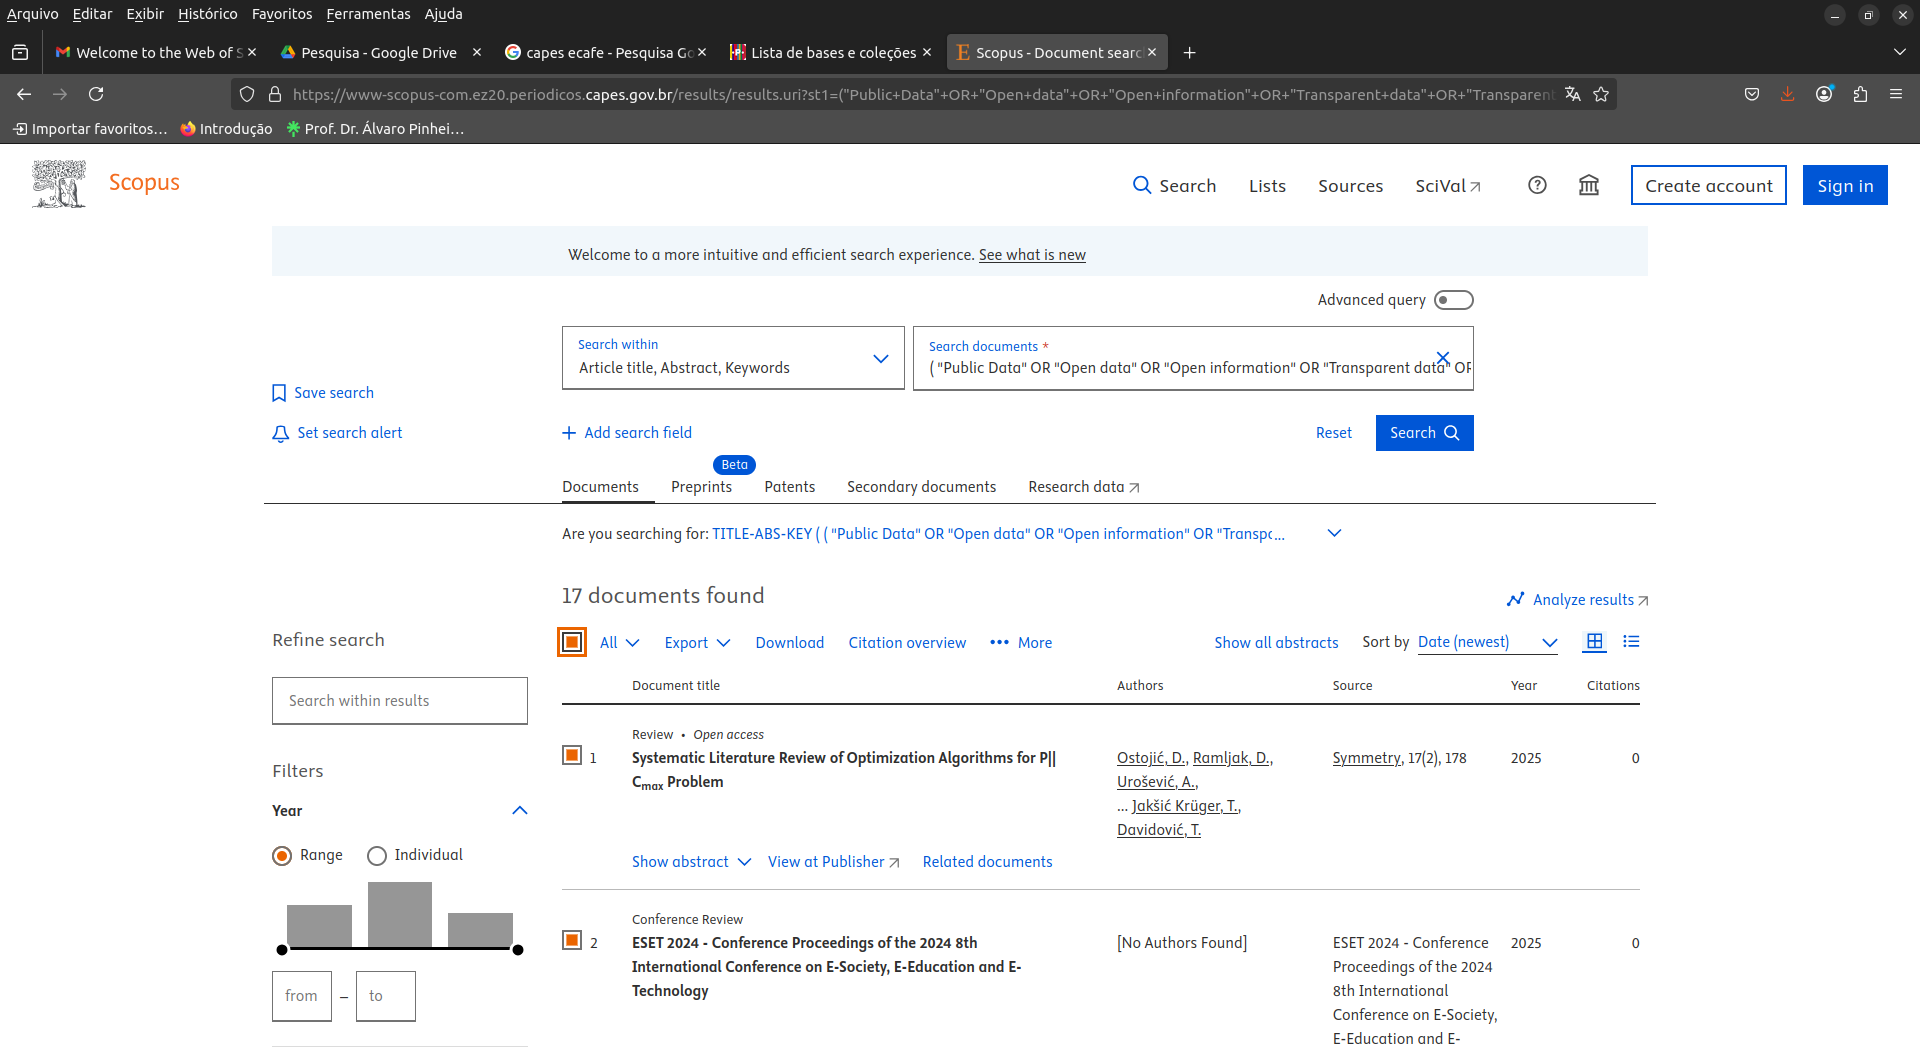 Arquivo Editar Exibir Histórico Favoritos Ferramentas Ajuda
Welcome to the Web of S
Pesquisa - Google Drive
capes ecafe - Pesquisa Go
Lista de bases e coleções
Scopus - Document searc
https://www-scopus-com.ez20.periodicos.capes.gov.br/results/results.uri?st1=("Public+Data"+OR+"Open+data"+OR+"Open+information"+OR+"Transparent+data"+OR+"Transparent
Importar favoritos... Introdução Prof. Dr. Álvaro Pinhei...
Scopus
Search Lists Sources SciVal Create account Sign in
Welcome to a more intuitive and efficient search experience. See what is new
Advanced query
Search within
Article title, Abstract, Keywords
Search documents *
( "Public Data" OR "Open data" OR "Open information" OR "Transparent data" OR
Save search
Set search alert
Add search field
Reset
Search
Beta
Documents Preprints Patents Secondary documents Research data
Are you searching for: TITLE-ABS-KEY ( ( "Public Data" OR "Open data" OR "Open information" OR "Transpa...
17 documents found
Analyze results
Refine search
All Export Download Citation overview More
Show all abstracts Sort by Date (newest)
Document title Authors Source Year Citations
Search within results
Review • Open access
1 Systematic Literature Review of Optimization Algorithms for P||
Cmax Problem
Ostojić, D., Ramljak, D.,
Urošević, A.,
... Jakšić Krüger, T.,
Davidović, T.
Symmetry, 17(2), 178
2025
0
Show abstract View at Publisher Related documents
Filters
Year
Range Individual
from – to
Conference Review
2 ESET 2024 - Conference Proceedings of the 2024 8th
International Conference on E-Society, E-Education and E-
Technology
[No Authors Found]
ESET 2024 - Conference
Proceedings of the 2024
8th International
Conference on E-Society,
E-Education and E-
2025
0